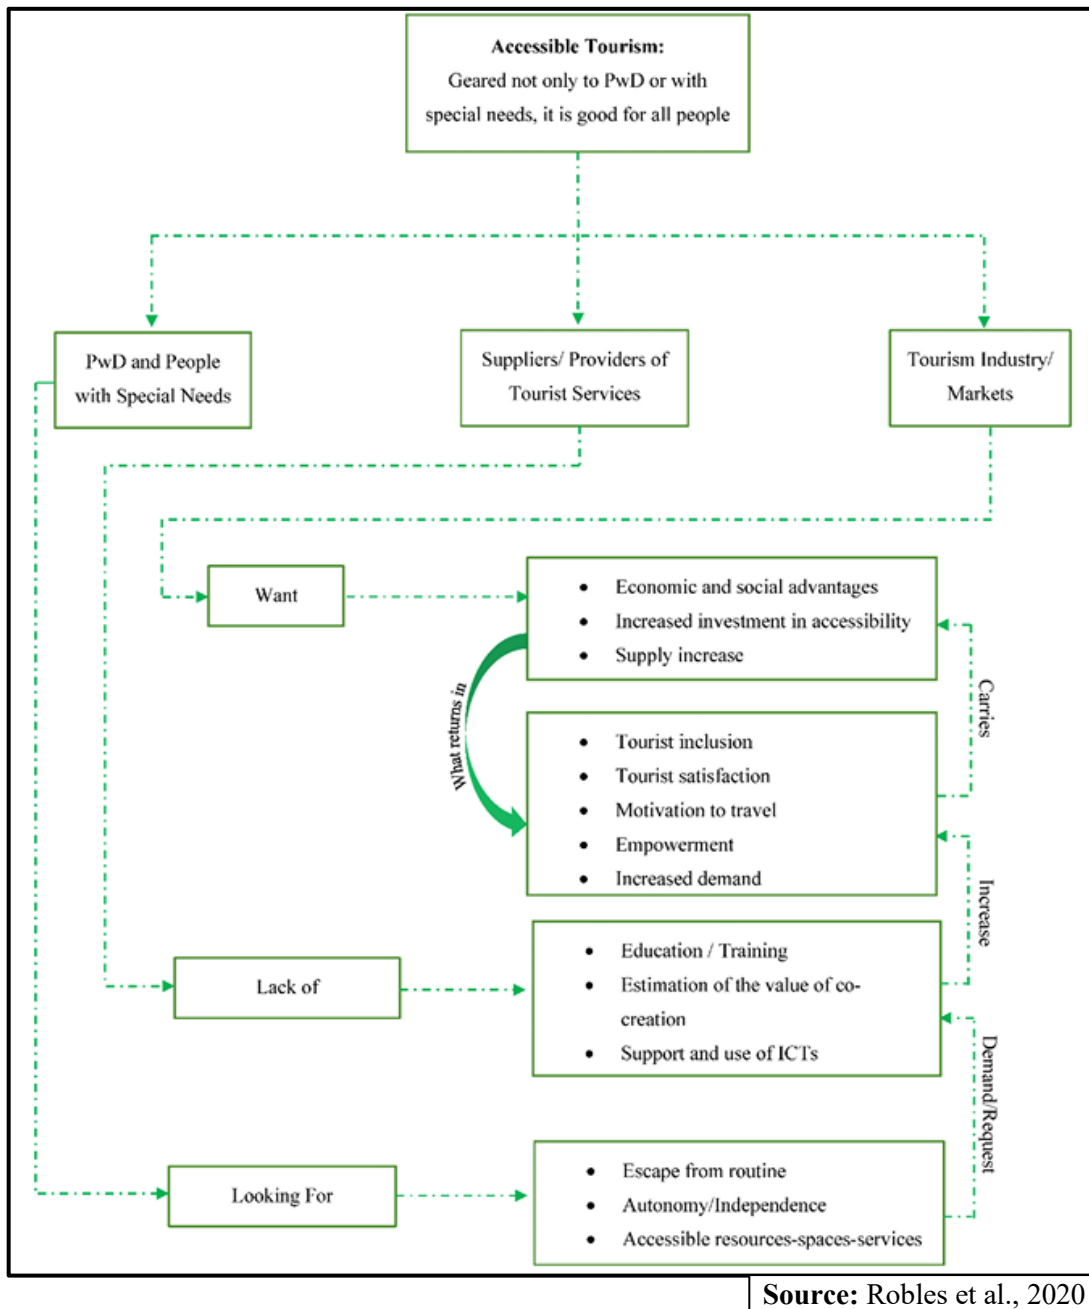 Accessible Tourism:
Geared not only to PwD or with
special needs, it is good for all people
PwD and People
with Special Needs
Suppliers/ Providers of
Tourist Services
Tourism Industry/
Markets
Want
• Economic and social advantages
• Increased investment in accessibility
• Supply increase
What returns in
Carries
• Tourist inclusion
• Tourist satisfaction
• Motivation to travel
• Empowerment
• Increased demand
Increase
Lack of
• Education / Training
• Estimation of the value of co-
creation
• Support and use of ICTs
Demand/Request
Looking For
• Escape from routine
• Autonomy/Independence
• Accessible resources-spaces-services
Source: Robles et al., 2020